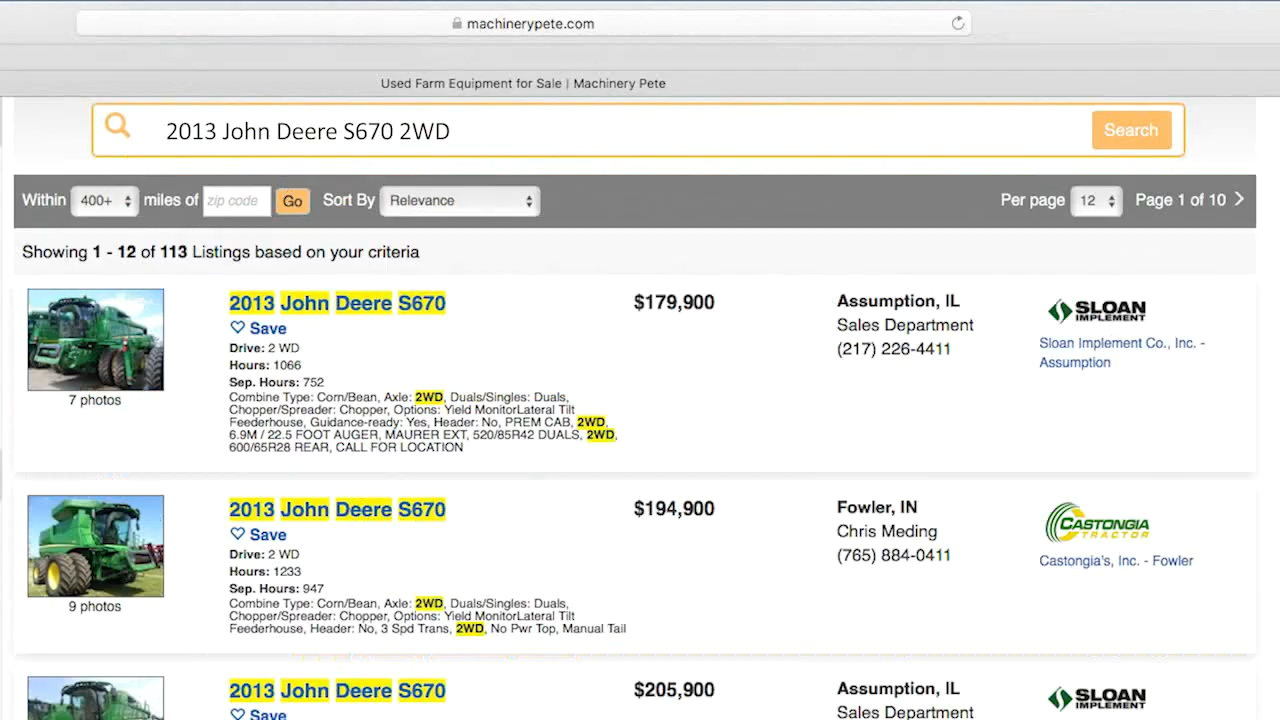 machinerypete.com
Used Farm Equipment for Sale | Machinery Pete
2013 John Deere S670 2WD
Search
Within 400+ miles of zip code Go Sort By Relevance Per page 12 Page 1 of 10
Showing 1 - 12 of 113 Listings based on your criteria
2013 John Deere S670
$179,900
Assumption, IL
SLOAN
IMPLEMENT
Save
Sales Department
Drive: 2 WD
(217) 226-4411
Sloan Implement Co., Inc. -
Assumption
Hours: 1066
Sep. Hours: 752
7 photos
Combine Type: Corn/Bean, Axle: 2WD, Duals/Singles: Duals,
Chopper/Spreader: Chopper, Options: Yield MonitorLateral Tilt
Feederhouse, Guidance-ready: Yes, Header: No, PREM CAB, 2WD,
6.9M / 22.5 FOOT AUGER, MAURER EXT, 520/85R42 DUALS, 2WD,
600/65R28 REAR, CALL FOR LOCATION
2013 John Deere S670
$194,900
Fowler, IN
CASTONGIA
TRACTOR
Save
Chris Meding
Drive: 2 WD
(765) 884-0411
Castongia's, Inc. - Fowler
Hours: 1233
Sep. Hours: 947
9 photos
Combine Type: Corn/Bean, Axle: 2WD, Duals/Singles: Duals,
Chopper/Spreader: Chopper, Options: Yield MonitorLateral Tilt
Feederhouse, Header: No, 3 Spd Trans, 2WD, No Pwr Top, Manual Tail
2013 John Deere S670
$205,900
Assumption, IL
SLOAN
IMPLEMENT
Save
Sales Department